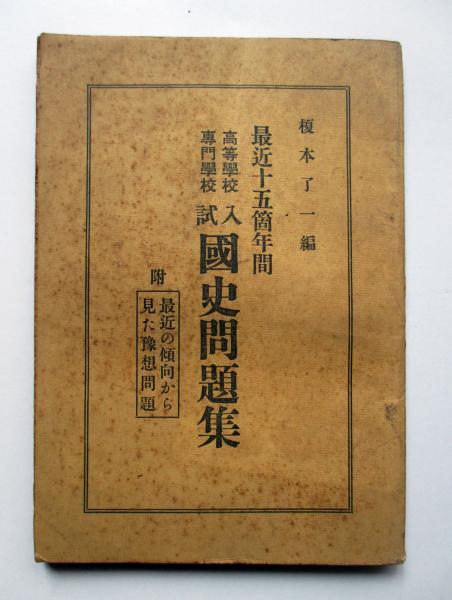 榎本了一編
最近十五箇年間
高等學校
專門學校
入試
國史問題集
附
最近の傾向から
見た豫想問題